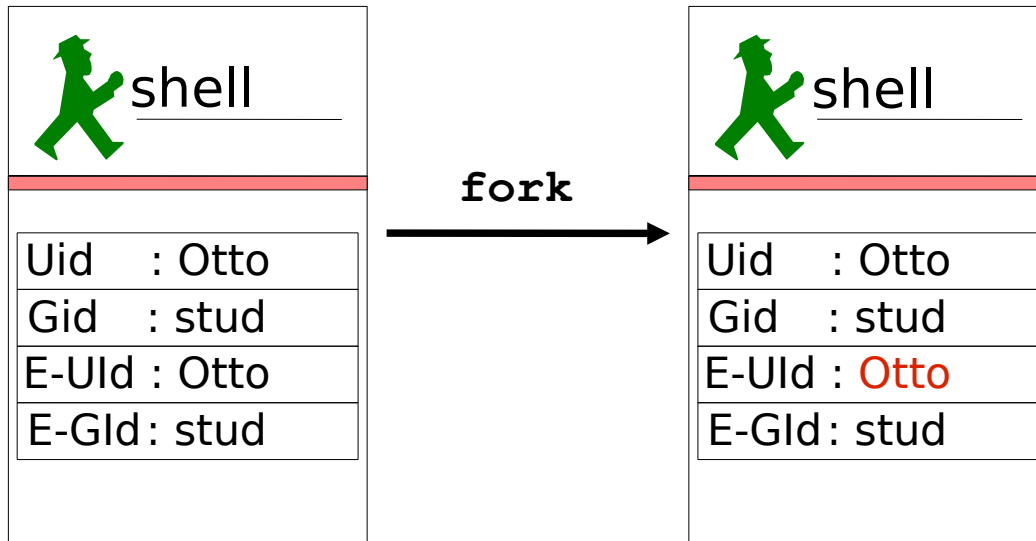 shell
Uid : Otto
Gid : stud
E-UId : Otto
E-GId : stud
fork
shell
Uid : Otto
Gid : stud
E-UId : Otto
E-GId : stud